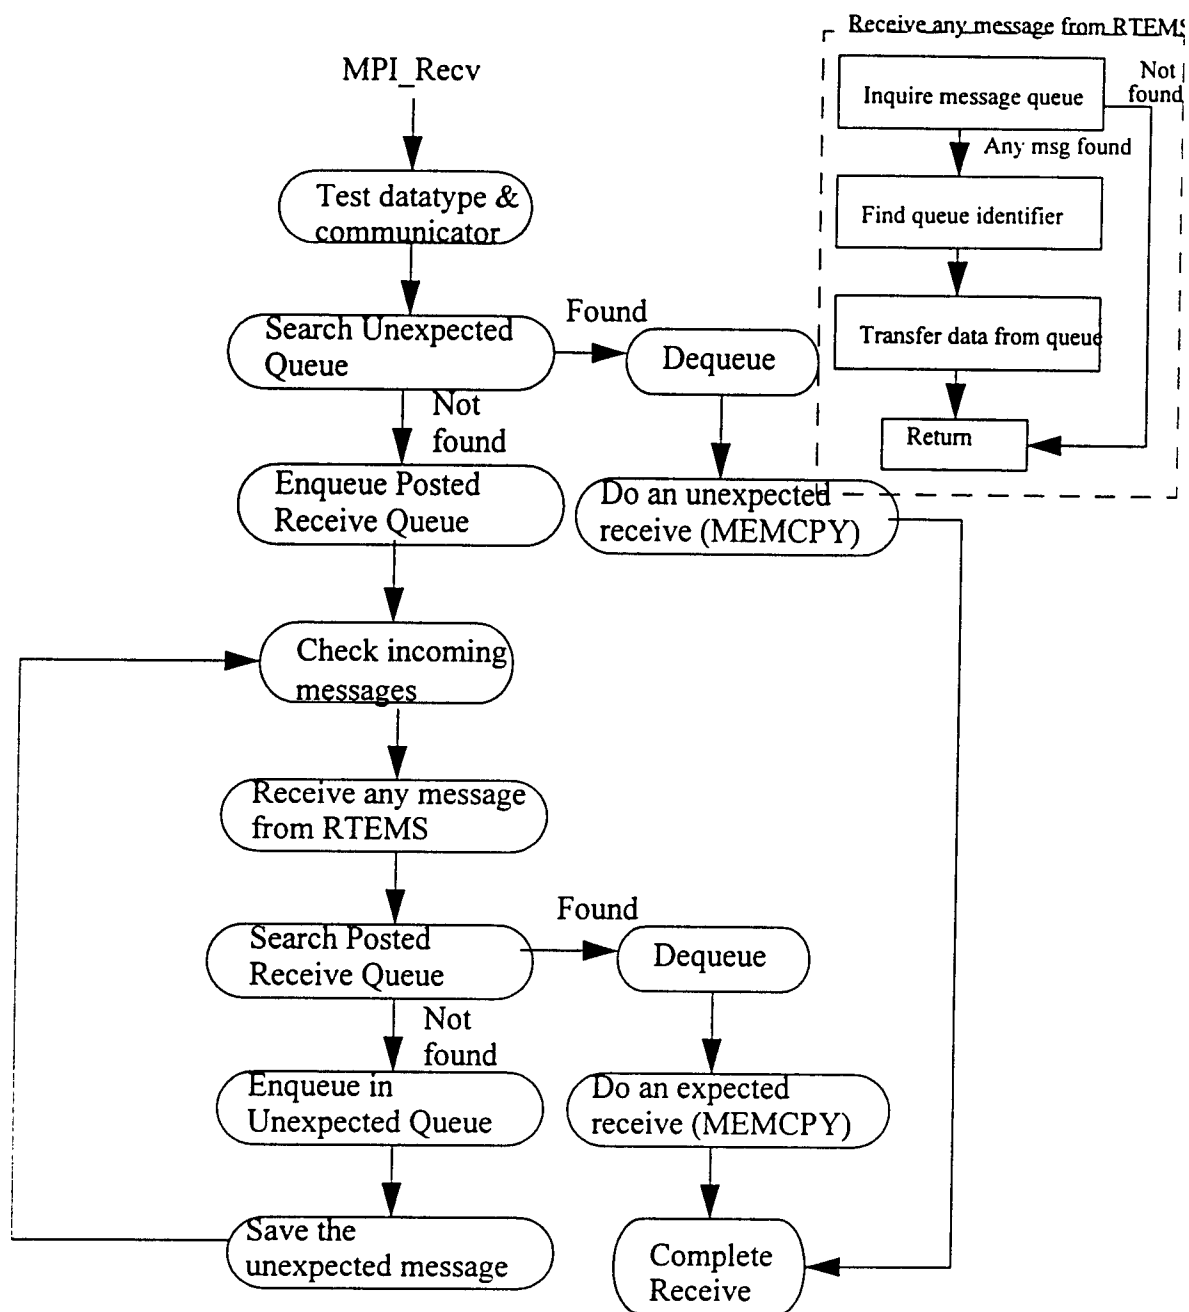 Receive any message from RTEMS
MPI_Recv
Not
found
Inquire message queue
Any msg found
Test datatype &
communicator
Find queue identifier
Found
Search Unexpected
Queue
Dequeue
Transfer data from queue
Not
found
Return
Enqueue Posted
Receive Queue
Do an unexpected
receive (MEMCPY)
Check incoming
messages
Receive any message
from RTEMS
Found
Search Posted
Receive Queue
Dequeue
Not
found
Enqueue in
Unexpected Queue
Do an expected
receive (MEMCPY)
Save the
unexpected message
Complete
Receive